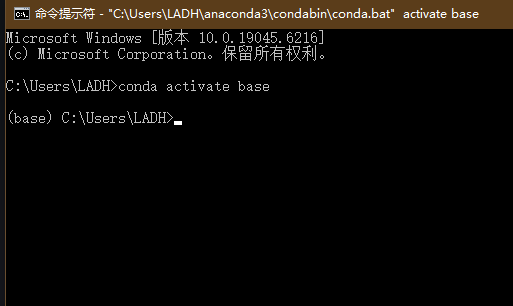 命令提示符 - "C:\Users\LADH\anaconda3\condabin\conda.bat" activate base
Microsoft Windows [版本 10.0.19045.6216]
(c) Microsoft Corporation。保留所有权利。
C:\Users\LADH>conda activate base
(base) C:\Users\LADH>